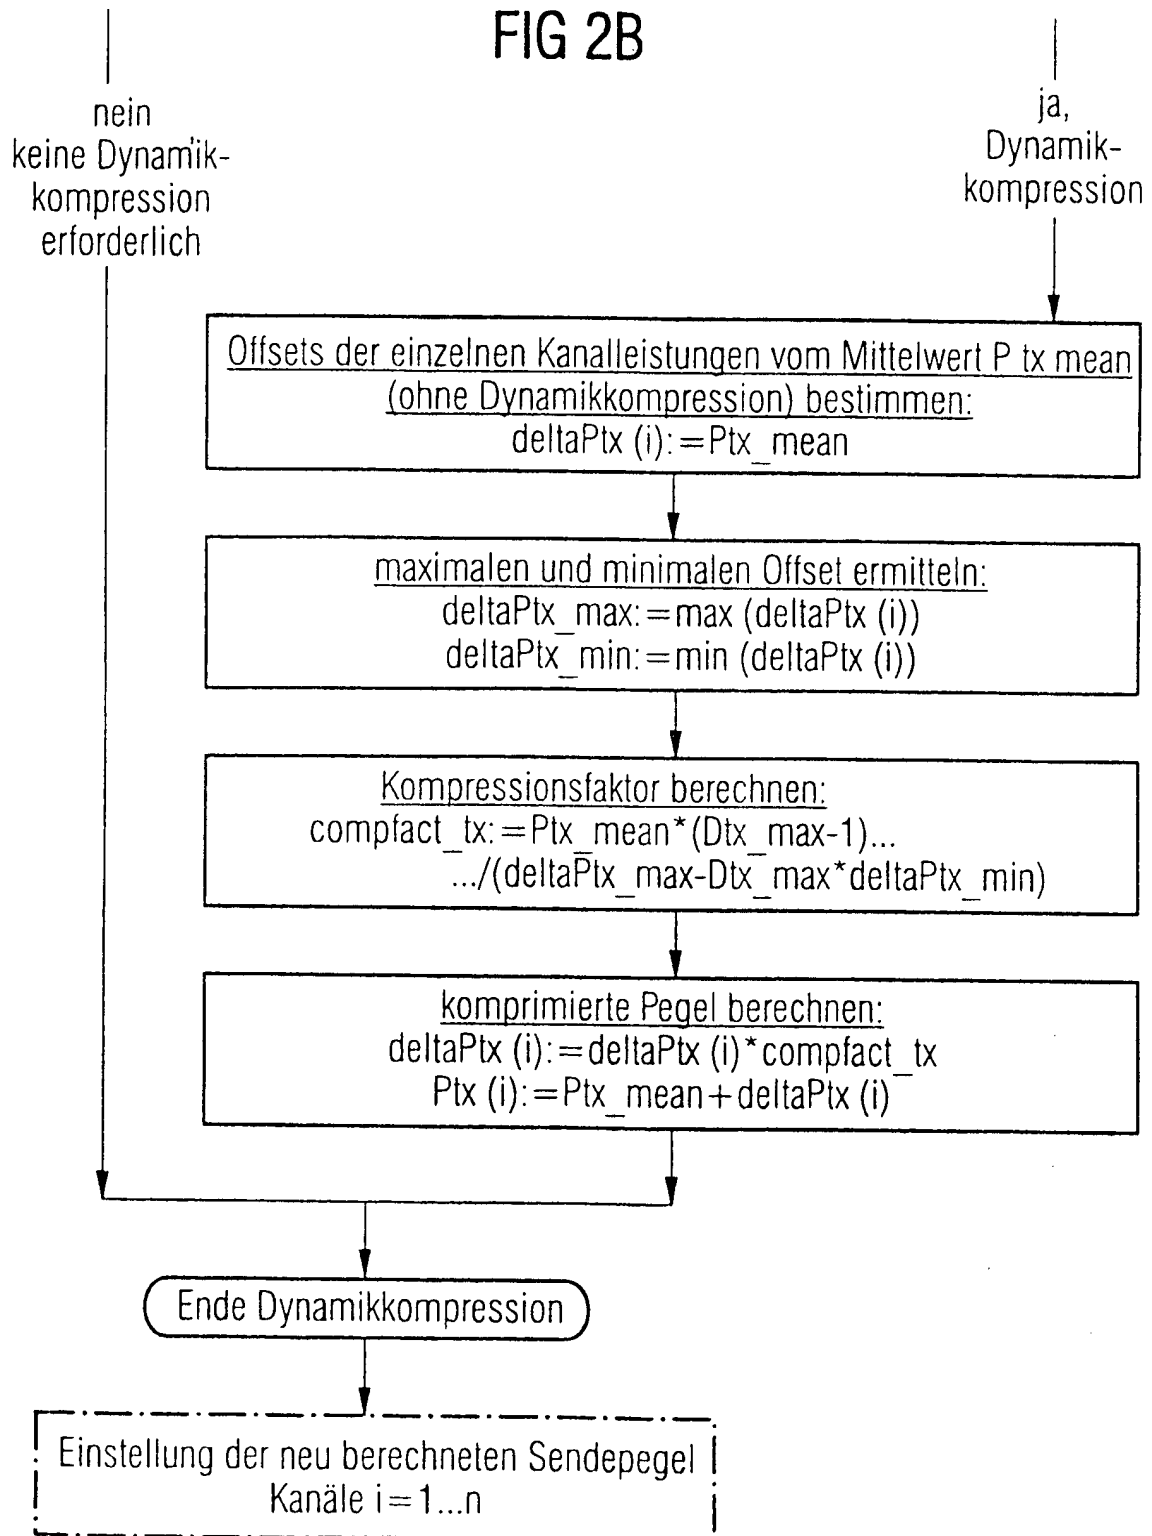 FIG 2B
nein
keine Dynamik-
kompression
erforderlich
ja,
Dynamik-
kompression
Offsets der einzelnen Kanalleistungen vom Mittelwert P tx mean
(ohne Dynamikkompression) bestimmen:
deltaPtx (i):=Ptx_mean
maximalen und minimalen Offset ermitteln:
deltaPtx_max:=max (deltaPtx (i))
deltaPtx_min:=min (deltaPtx (i))
Kompressionsfaktor berechnen:
compfact_tx:=Ptx_mean*(Dtx_max-1)...
.../(deltaPtx_max-Dtx_max*deltaPtx_min)
komprimierte Pegel berechnen:
deltaPtx (i):=deltaPtx (i)*compfact_tx
Ptx (i):=Ptx_mean+deltaPtx (i)
Ende Dynamikkompression
Einstellung der neu berechneten Sendepegel
Kanäle i=1...n